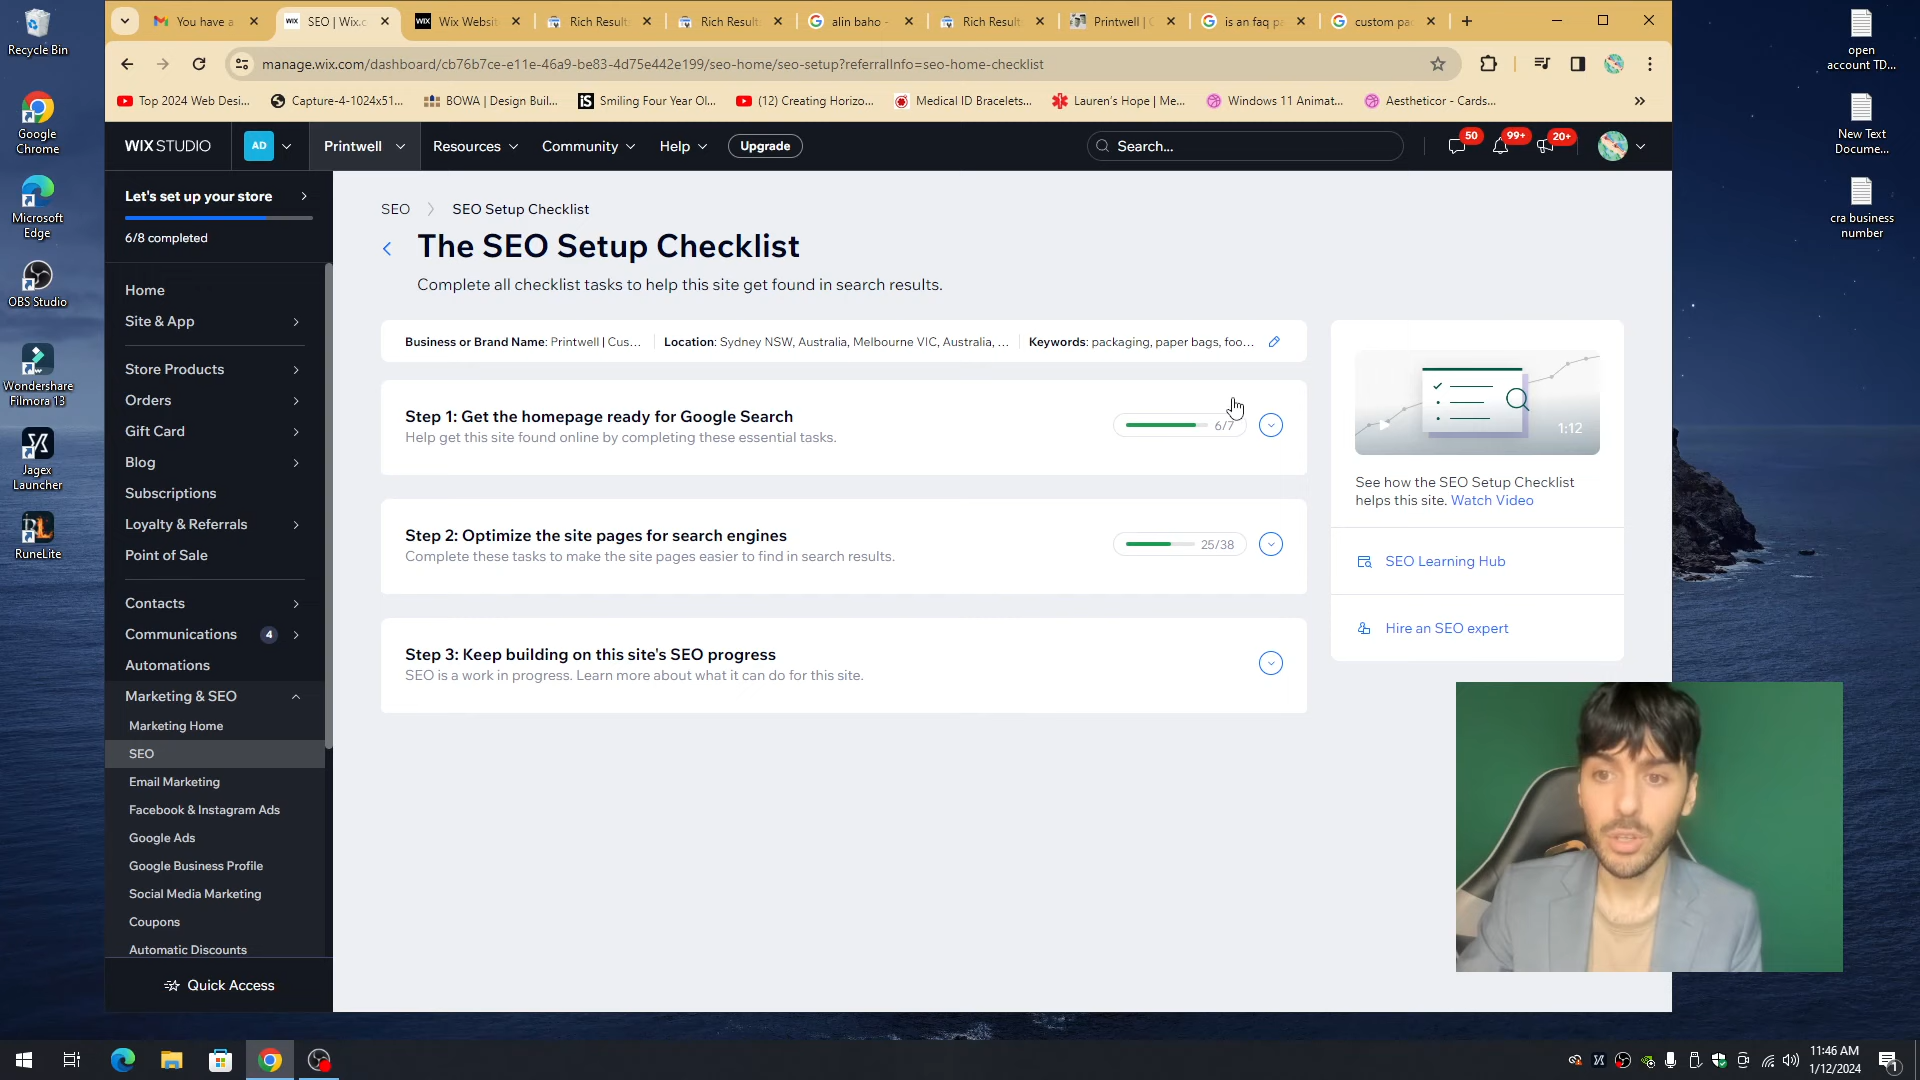 You have a
SEO | Wix.c
Wix Websit
Rich Result
Rich Result
alin baho -
Rich Result
Printwell | C
is an faq p
custom pa
manage.wix.com/dashboard/cb76b7ce-e11e-46a9-be83-4d75e442e199/seo-home/seo-setup?referralInfo=seo-home-checklist
Top 2024 Web Desi...
Capture-4-1024x51...
BOWA | Design Buil...
Smiling Four Year Ol...
(12) Creating Horizo...
Medical ID Bracelets...
Lauren's Hope | Me...
Windows 11 Animat...
Aestheticor - Cards...
WIX STUDIO
AD
Printwell
Resources
Community
Help
Upgrade
Search...
50
99+
20+
Let's set up your store
6/8 completed
Home
Site & App
Store Products
Orders
Gift Card
Blog
Subscriptions
Loyalty & Referrals
Point of Sale
Contacts
Communications 4
Automations
Marketing & SEO
Marketing Home
SEO
Email Marketing
Facebook & Instagram Ads
Google Ads
Google Business Profile
Social Media Marketing
Coupons
Automatic Discounts
Quick Access
SEO
SEO Setup Checklist
The SEO Setup Checklist
Complete all checklist tasks to help this site get found in search results.
Business or Brand Name: Printwell | Cus...
Location: Sydney NSW, Australia, Melbourne VIC, Australia, ...
Keywords: packaging, paper bags, foo...
Step 1: Get the homepage ready for Google Search
Help get this site found online by completing these essential tasks.
6/7
Step 2: Optimize the site pages for search engines
Complete these tasks to make the site pages easier to find in search results.
25/38
Step 3: Keep building on this site's SEO progress
SEO is a work in progress. Learn more about what it can do for this site.
1:12
See how the SEO Setup Checklist
helps this site. Watch Video
SEO Learning Hub
Hire an SEO expert
Recycle Bin
Google
Chrome
Microsoft
Edge
OBS Studio
Wondershare
Filmora 13
Jagex
Launcher
RuneLite
open
account TD...
New Text
Docume...
cra business
number
11:46 AM
1/12/2024
1